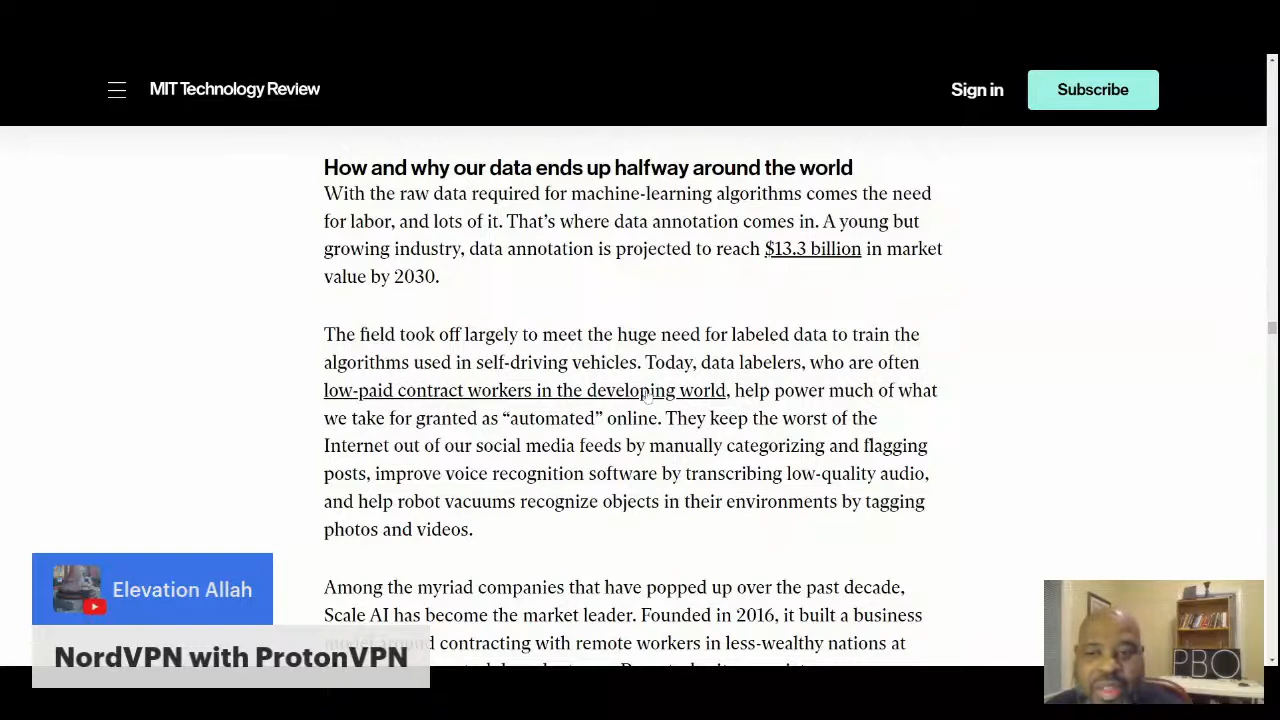 MIT Technology Review
Sign in
Subscribe
How and why our data ends up halfway around the world
With the raw data required for machine-learning algorithms comes the need
for labor, and lots of it. That’s where data annotation comes in. A young but
growing industry, data annotation is projected to reach $13.3 billion in market
value by 2030.
The field took off largely to meet the huge need for labeled data to train the
algorithms used in self-driving vehicles. Today, data labelers, who are often
low-paid contract workers in the developing world, help power much of what
we take for granted as “automated” online. They keep the worst of the
Internet out of our social media feeds by manually categorizing and flagging
posts, improve voice recognition software by transcribing low-quality audio,
and help robot vacuums recognize objects in their environments by tagging
photos and videos.
Among the myriad companies that have popped up over the past decade,
Scale AI has become the market leader. Founded in 2016, it built a business
contracting with remote workers in less-wealthy nations at
Elevation Allah
NordVPN with ProtonVPN
PBO